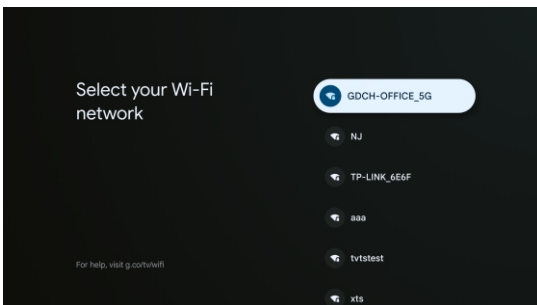 Select your Wi-Fi
network
GDCH-OFFICE_5G
NJ
TP-LINK_6E6F
aaa
tvtstest
xts
For help, visit g.co/tv/wifi